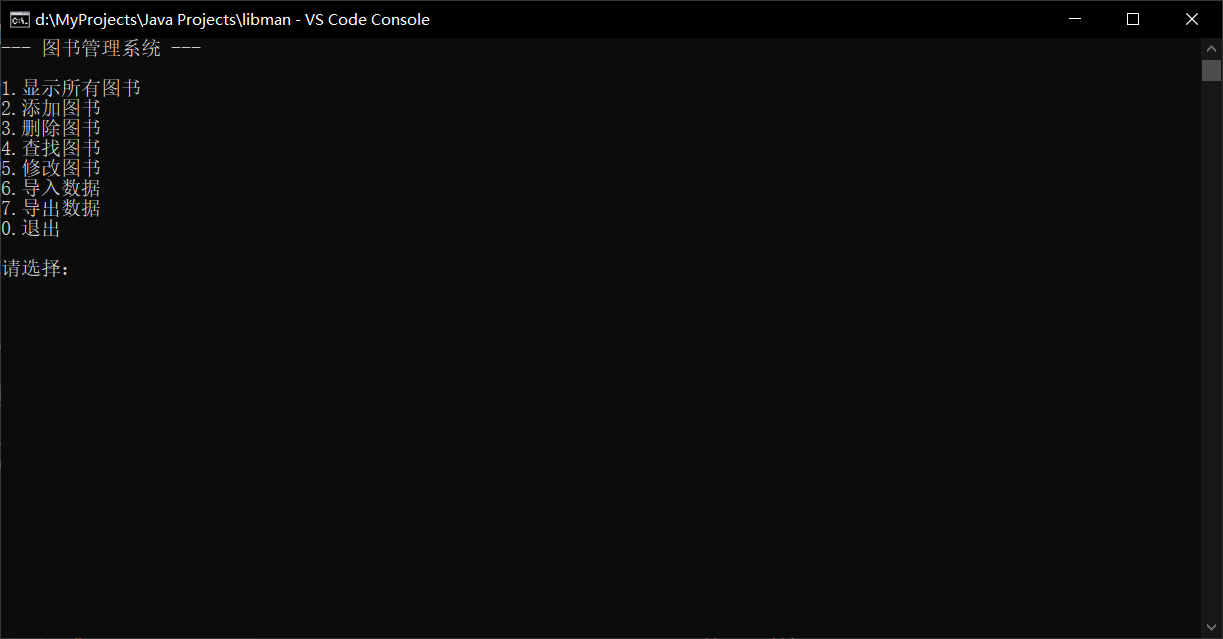 d:\MyProjects\Java Projects\libman - VS Code Console
--- 图书管理系统 ---
1.显示所有图书
2.添加图书
3.删除图书
4.查找图书
5.修改图书
6.导入数据
7.导出数据
0.退出
请选择：